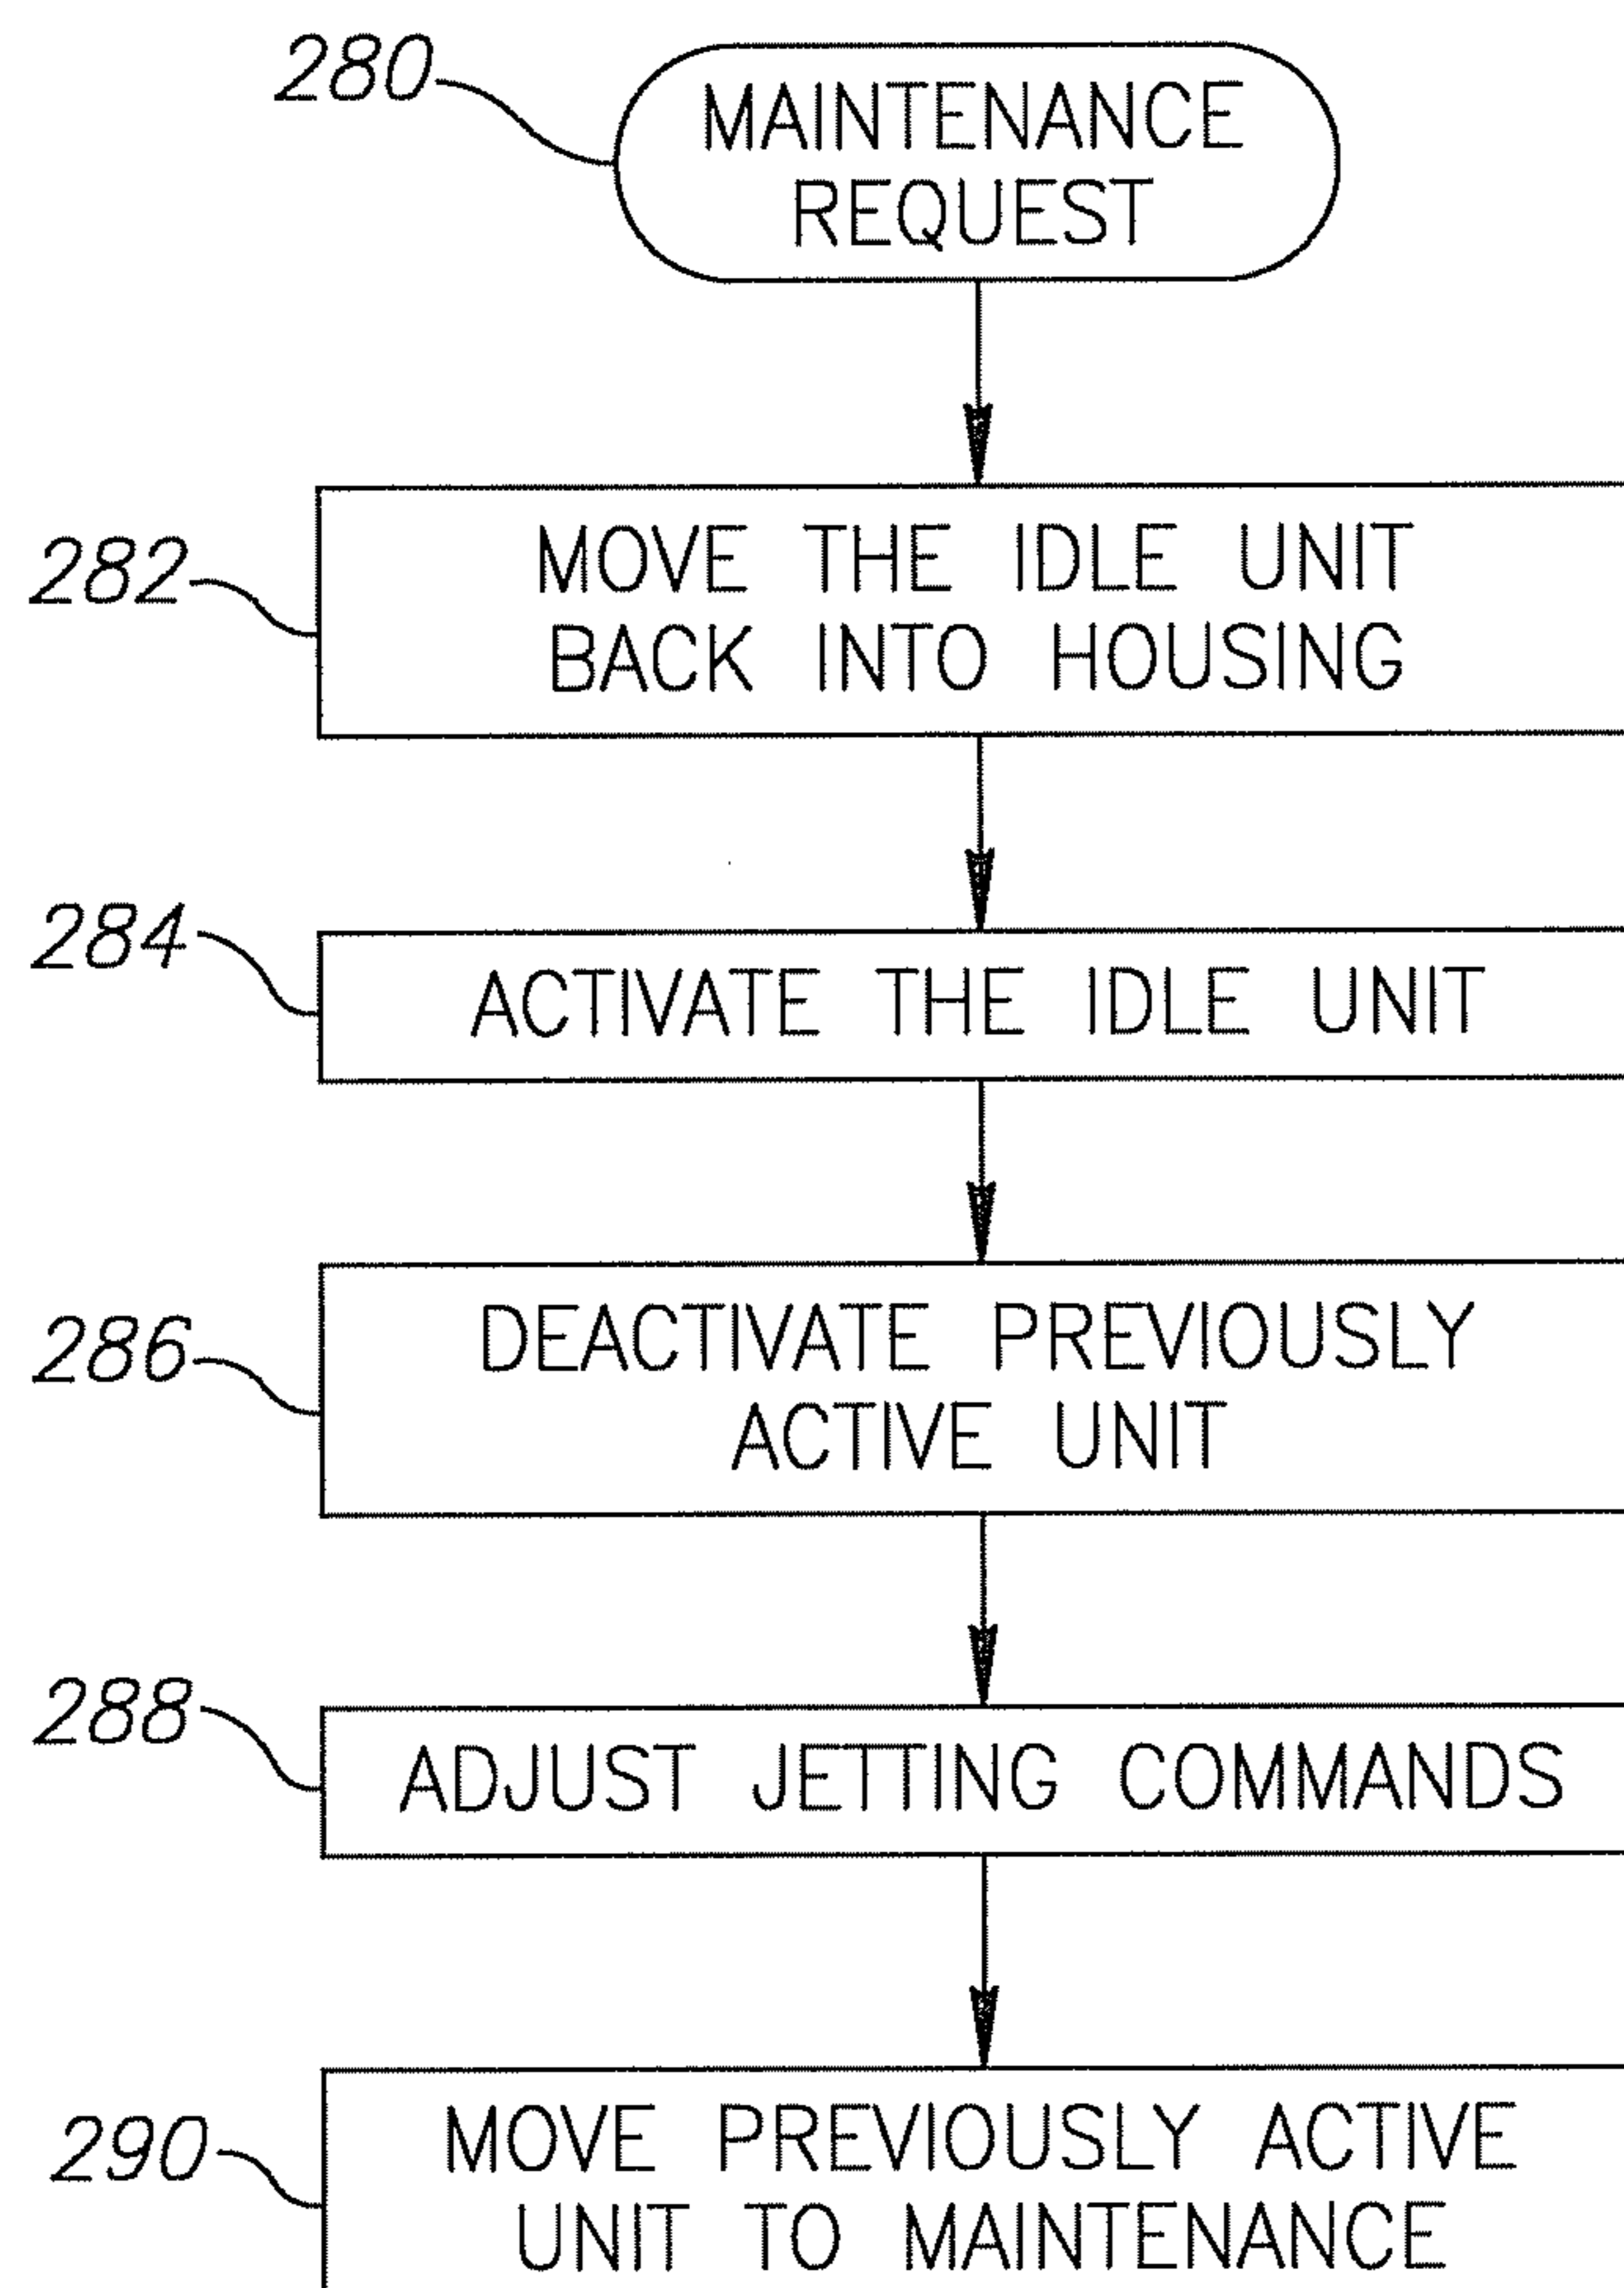 280
MAINTENANCE
REQUEST
282
MOVE THE IDLE UNIT
BACK INTO HOUSING
284
ACTIVATE THE IDLE UNIT
286
DEACTIVATE PREVIOUSLY
ACTIVE UNIT
288
ADJUST JETTING COMMANDS
290
MOVE PREVIOUSLY ACTIVE
UNIT TO MAINTENANCE